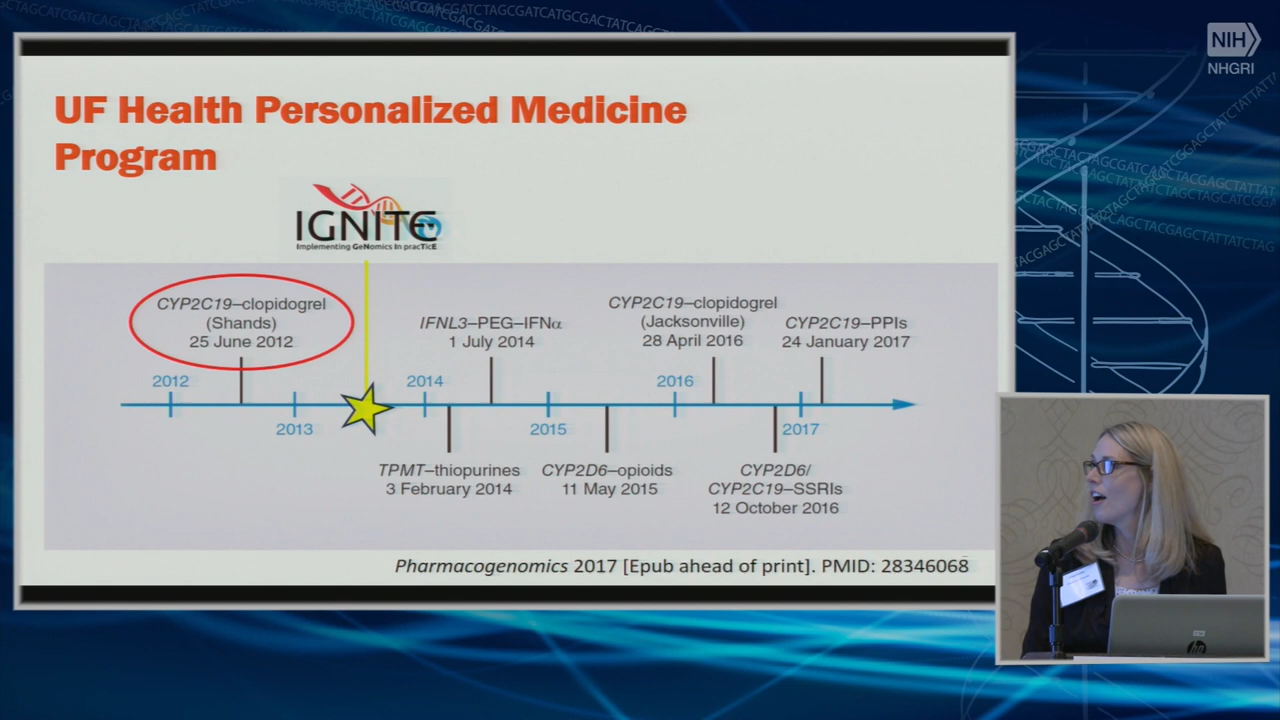 NIH
NHGRI
UF Health Personalized Medicine
Program
IGNITE
Implementing GeNomics In pracTicE
CYP2C19–clopidogrel
(Shands)
25 June 2012
IFNL3–PEG–IFNα
1 July 2014
CYP2C19–clopidogrel
(Jacksonville)
28 April 2016
CYP2C19–PPIs
24 January 2017
2012
2014
2016
2013
2015
2017
TPMT–thiopurines
3 February 2014
CYP2D6–opioids
11 May 2015
CYP2D6/
CYP2C19–SSRIs
12 October 2016
Pharmacogenomics 2017 [Epub ahead of print]. PMID: 28346068
hp